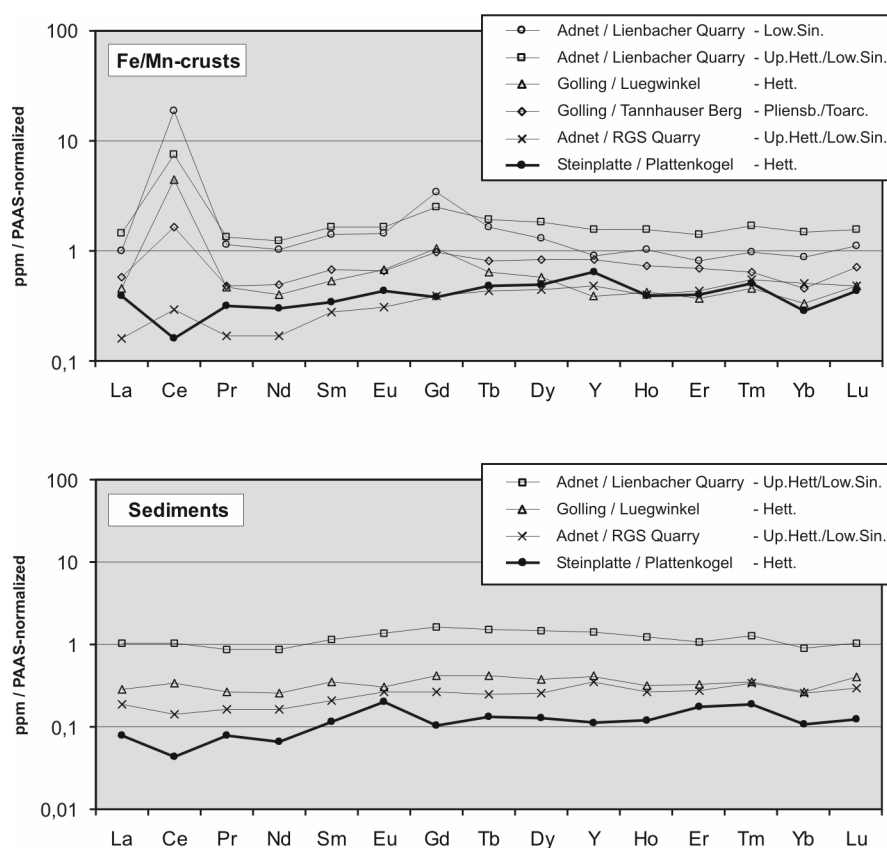 100
10
1
0,1
ppm / PAAS-normalized
Fe/Mn-crusts
Adnet / Lienbacher Quarry - Low.Sin.
Adnet / Lienbacher Quarry - Up.Hett./Low.Sin.
Golling / Luegwinkel - Hett.
Golling / Tannhauser Berg - Pliensb./Toarc.
Adnet / RGS Quarry - Up.Hett./Low.Sin.
Steinplatte / Plattenkogel - Hett.
La Ce Pr Nd Sm Eu Gd Tb Dy Y Ho Er Tm Yb Lu
100
10
1
0,1
0,01
ppm / PAAS-normalized
Sediments
Adnet / Lienbacher Quarry - Up.Hett/Low.Sin.
Golling / Luegwinkel - Hett.
Adnet / RGS Quarry - Up.Hett./Low.Sin.
Steinplatte / Plattenkogel - Hett.
La Ce Pr Nd Sm Eu Gd Tb Dy Y Ho Er Tm Yb Lu